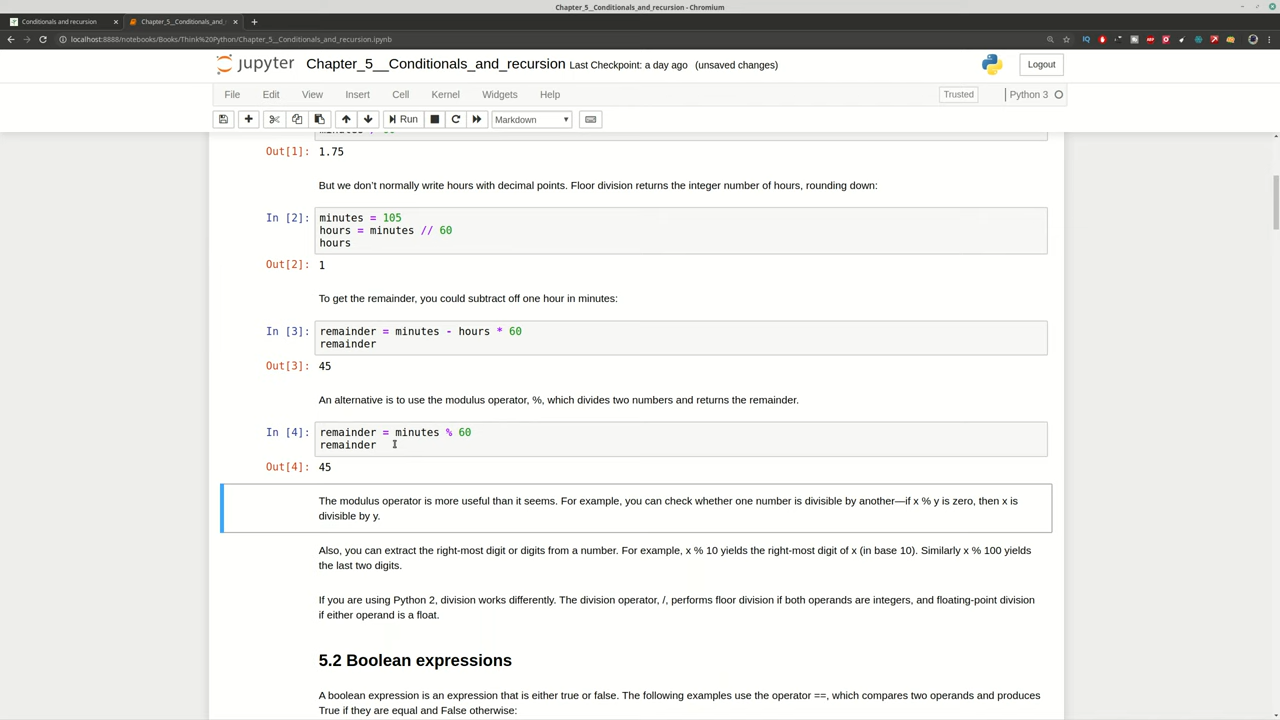 Chapter_5__Conditionals_and_recursion - Chromium
Conditionals and recursion
Chapter_5__Conditionals_and_
localhost:8888/notebooks/Books/Think%20Python/Chapter_5__Conditionals_and_recursion.ipynb
jupyter Chapter_5__Conditionals_and_recursion Last Checkpoint: a day ago (unsaved changes) Logout
File Edit View Insert Cell Kernel Widgets Help Trusted Python 3
Run Markdown
Out[1]: 1.75
But we don’t normally write hours with decimal points. Floor division returns the integer number of hours, rounding down:
In [2]: minutes = 105
hours = minutes // 60
hours
Out[2]: 1
To get the remainder, you could subtract off one hour in minutes:
In [3]: remainder = minutes - hours * 60
remainder
Out[3]: 45
An alternative is to use the modulus operator, %, which divides two numbers and returns the remainder.
In [4]: remainder = minutes % 60
remainder
Out[4]: 45
The modulus operator is more useful than it seems. For example, you can check whether one number is divisible by another—if x % y is zero, then x is
divisible by y.
Also, you can extract the right-most digit or digits from a number. For example, x % 10 yields the right-most digit of x (in base 10). Similarly x % 100 yields
the last two digits.
If you are using Python 2, division works differently. The division operator, /, performs floor division if both operands are integers, and floating-point division
if either operand is a float.
5.2 Boolean expressions
A boolean expression is an expression that is either true or false. The following examples use the operator ==, which compares two operands and produces
True if they are equal and False otherwise: